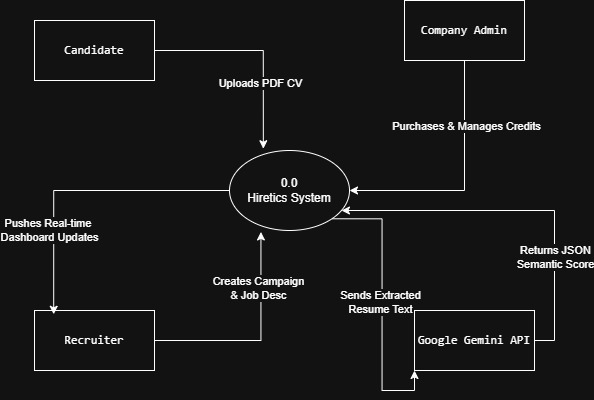 Candidate
Company Admin
Uploads PDF CV
Purchases & Manages Credits
0.0
Hiretics System
Pushes Real-time
Dashboard Updates
Returns JSON
Semantic Score
Creates Campaign
& Job Desc
Sends Extracted
Resume Text
Recruiter
Google Gemini API